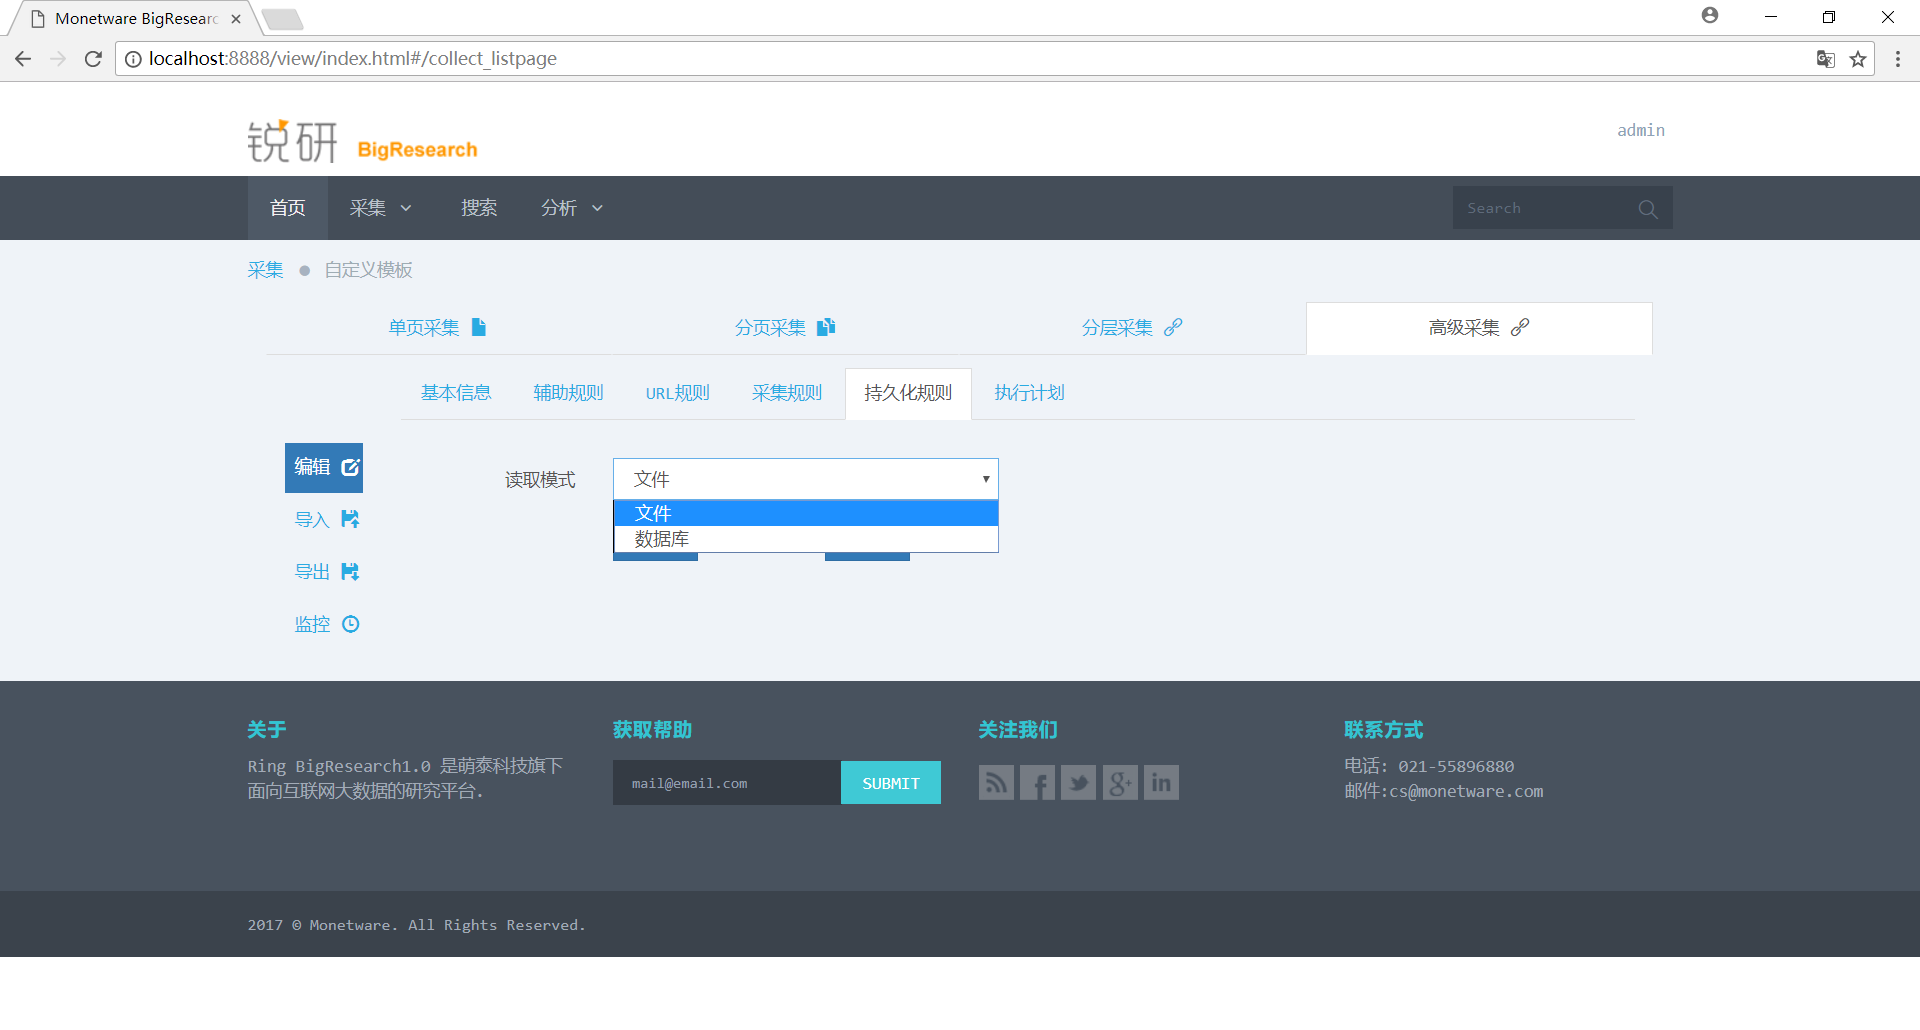 Monetware BigResearc
localhost:8888/view/index.html#/collect_listpage
锐研 BigResearch
admin
首页 采集 搜索 分析 Search
采集 自定义模板
单页采集 分页采集 分层采集 高级采集
基本信息 辅助规则 URL规则 采集规则 持久化规则 执行计划
编辑
导入
导出
监控
读取模式 文件
文件
数据库
关于
Ring BigResearch1.0 是萌泰科技旗下
面向互联网大数据的研究平台.
获取帮助
mail@email.com SUBMIT
关注我们
联系方式
电话: 021-55896880
邮件:cs@monetware.com
2017 © Monetware. All Rights Reserved.